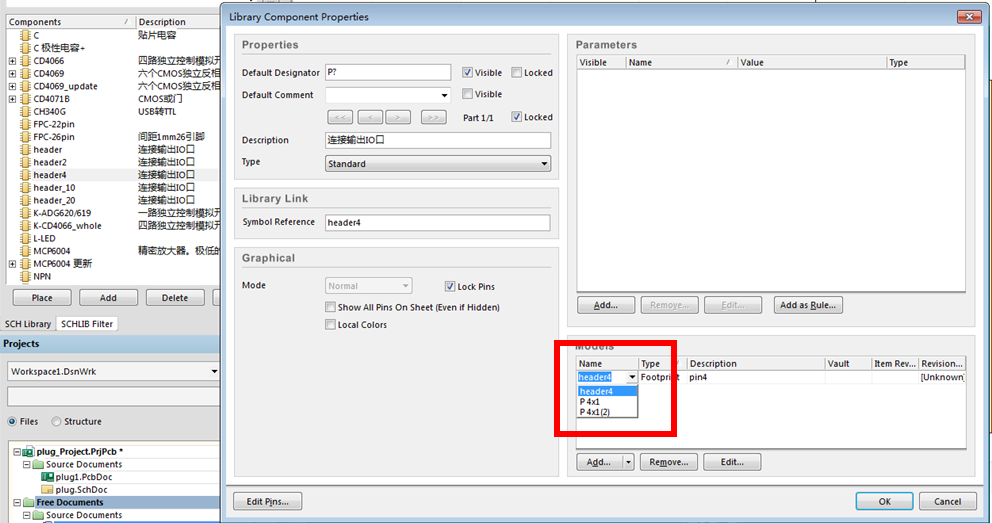 Components / Description
C 贴片电容
C 极性电容+
CD4066 四路独立控制模拟开
CD4069 六个CMOS独立反相
CD4069_update 六个CMOS独立反相
CD4071B CMOS或门
CH340G USB转TTL
FPC-22pin
FPC-26pin 间距1mm26引脚
header 连接输出IO口
header2 连接输出IO口
header4 连接输出IO口
header_10 连接输出IO口
header_20 连接输出IO口
K-ADG620/619 一路独立控制模拟开
K-CD4066_whole 四路独立控制模拟开
L-LED
MCP6004 精密放大器。极低的
MCP6004 更新
NPN
Place Add Delete
SCH Library SCHLIB Filter
Projects
Workspace1.DsnWrk
Files Structure
plug_Project.PrjPcb *
Source Documents
plug1.PcbDoc
plug.SchDoc
Free Documents
Source Documents
Library Component Properties
Properties
Default Designator P? Visible Locked
Default Comment Visible
<< < > >> Part 1/1 Locked
Description 连接输出IO口
Type Standard
Library Link
Symbol Reference header4
Graphical
Mode Normal Lock Pins
Show All Pins On Sheet (Even if Hidden)
Local Colors
Parameters
Visible Name / Value Type
Add... Remove... Edit... Add as Rule...
Models
Name Type / Description Vault Item Rev... Revision...
header4 Footprint pin4 [Unknown]
header4
P 4x1
P 4x1(2)
Add... Remove... Edit...
Edit Pins... OK Cancel